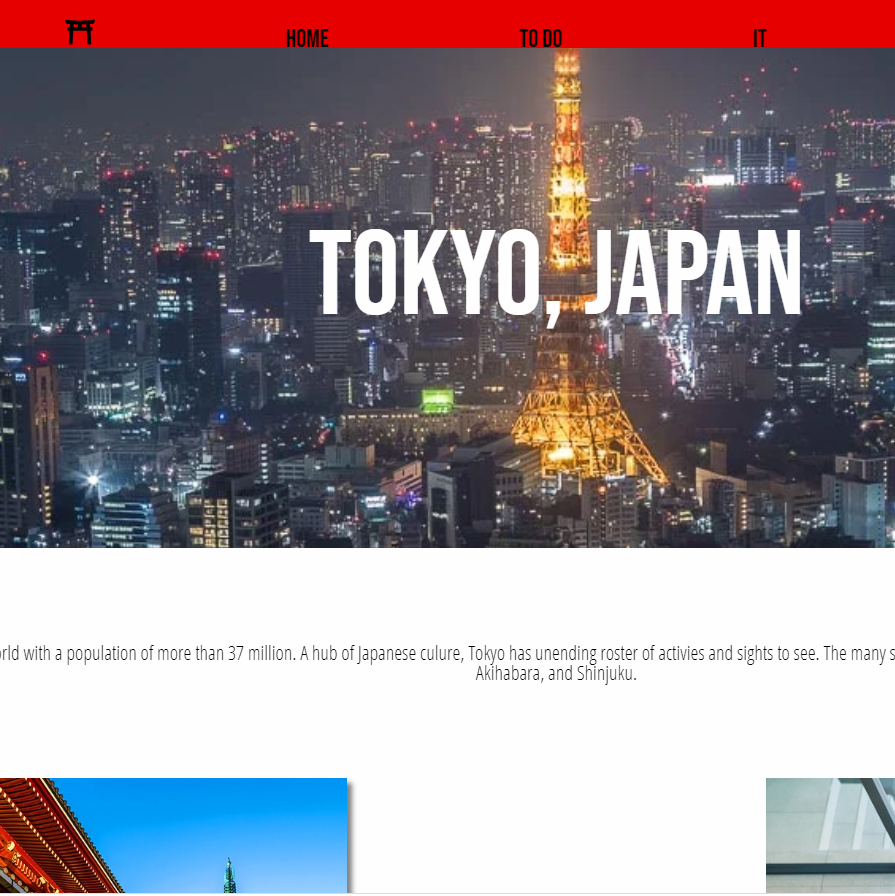 HOME
TO DO
IT
TOKYO, JAPAN
with a population of more than 37 million. A hub of Japanese culure, Tokyo has unending roster of activies and sights to see. The many
Akihabara, and Shinjuku.